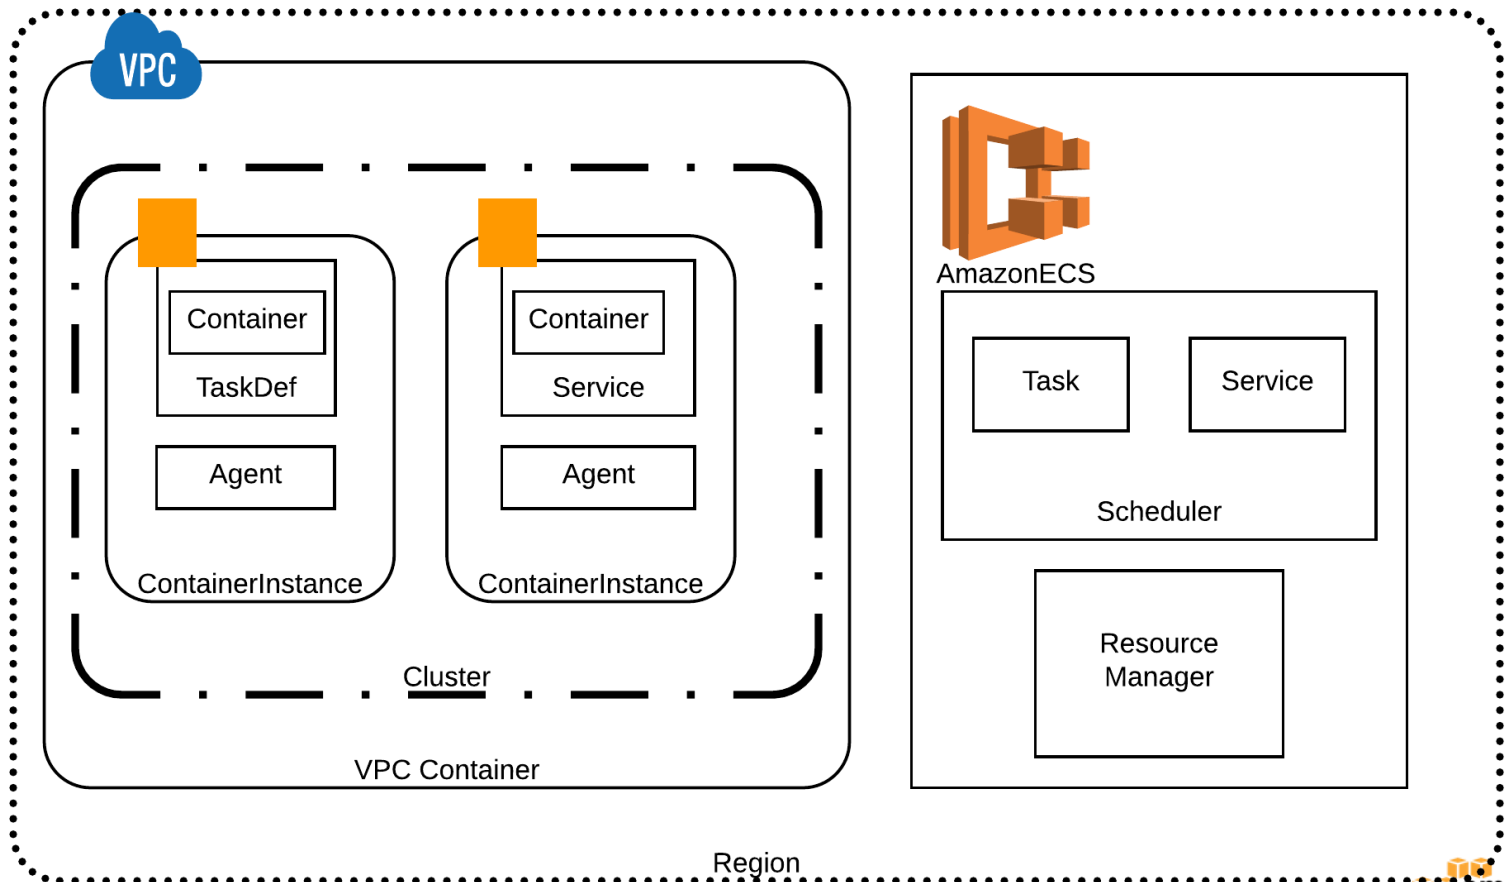 VPC
AmazonECS
Container
TaskDef
Agent
ContainerInstance
Container
Service
Agent
ContainerInstance
Cluster
VPC Container
Task
Service
Scheduler
Resource
Manager
Region